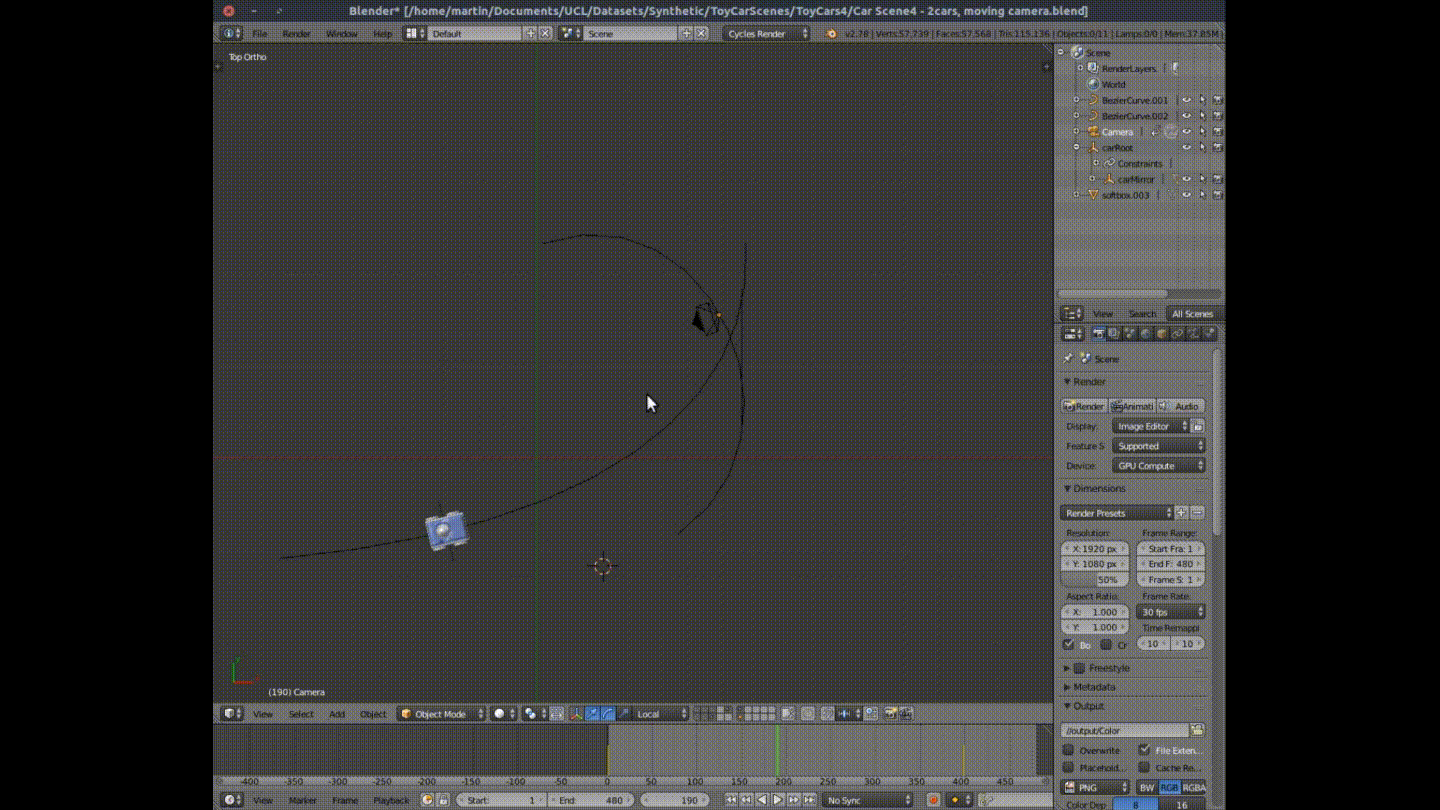 Blender* [/home/martin/Documents/UCL/Datasets/Synthetic/ToyCarScenes/ToyCars4/Car Scene4 - 2cars, moving camera.blend]
File Render Window Help Default Scene Cycles Render v2.78 | Verts:57,739 | Faces:57,568 | Tris:115,136 | Objects:0/11 | Lamps:0/0 | Mem:37.85M |
Top Ortho
Scene
RenderLayers
World
BezierCurve.001
BezierCurve.002
Camera
carRoot
Constraints
carMirror
softbox.003
View Search All Scenes
Scene
Render
Render Animati Audio
Display: Image Editor
Feature S Supported
Device: GPU Compute
Dimensions
Render Presets
Resolution: Frame Range:
X: 1920 px Start Fra: 1
Y: 1080 px End F: 480
50% Frame S: 1
Aspect Ratio: Frame Rate:
X: 1.000 30 fps
Y: 1.000 Time Remappi
Bo Cr 10 10
Freestyle
Metadata
Output
//output/Color
Overwrite File Exten...
Placehold... Cache Re...
PNG BW RGB RGBA
Color Dep 8 16
(190) Camera
View Select Add Object Object Mode Local
-400 -350 -300 -250 -200 -150 -100 -50 0 50 100 150 200 250 300 350 400 450
View Marker Frame Playback Start: 1 End: 480 190 No Sync